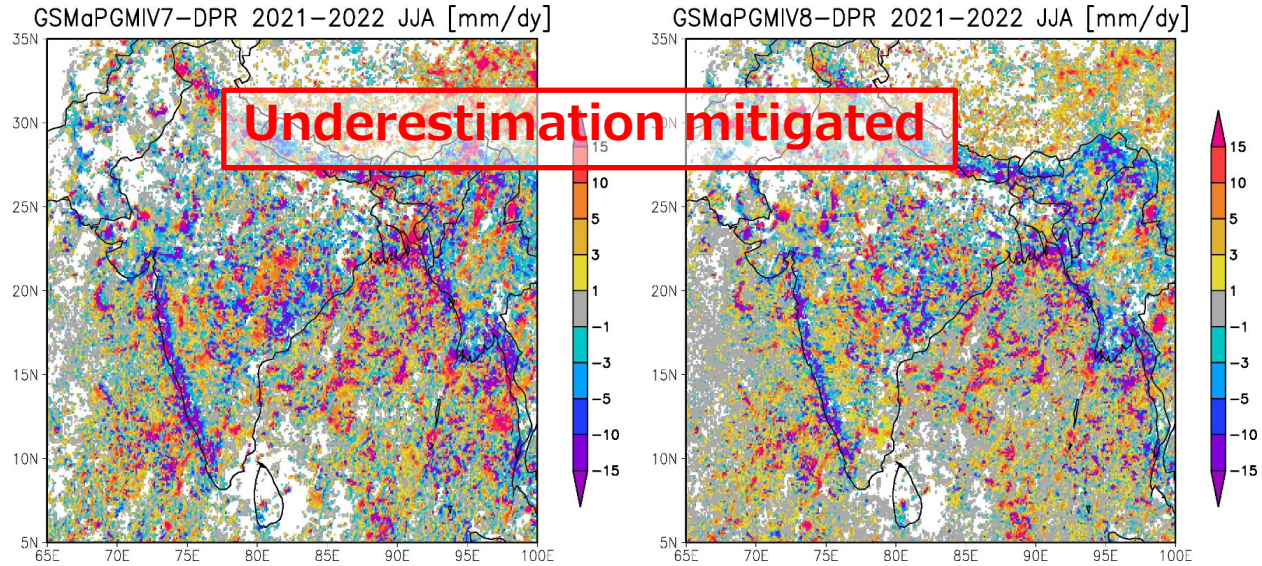 GSMaPGMIV7-DPR 2021-2022 JJA [mm/dy]
GSMaPGMIV8-DPR 2021-2022 JJA [mm/dy]
Underestimation mitigated
35N
30N
25N
20N
15N
10N
5N
65E
70E
75E
80E
85E
90E
95E
100E
15
10
5
3
1
-1
-3
-5
-10
-15
35N
30N
25N
20N
15N
10N
5N
65E
70E
75E
80E
85E
90E
95E
100E
15
10
5
3
1
-1
-3
-5
-10
-15